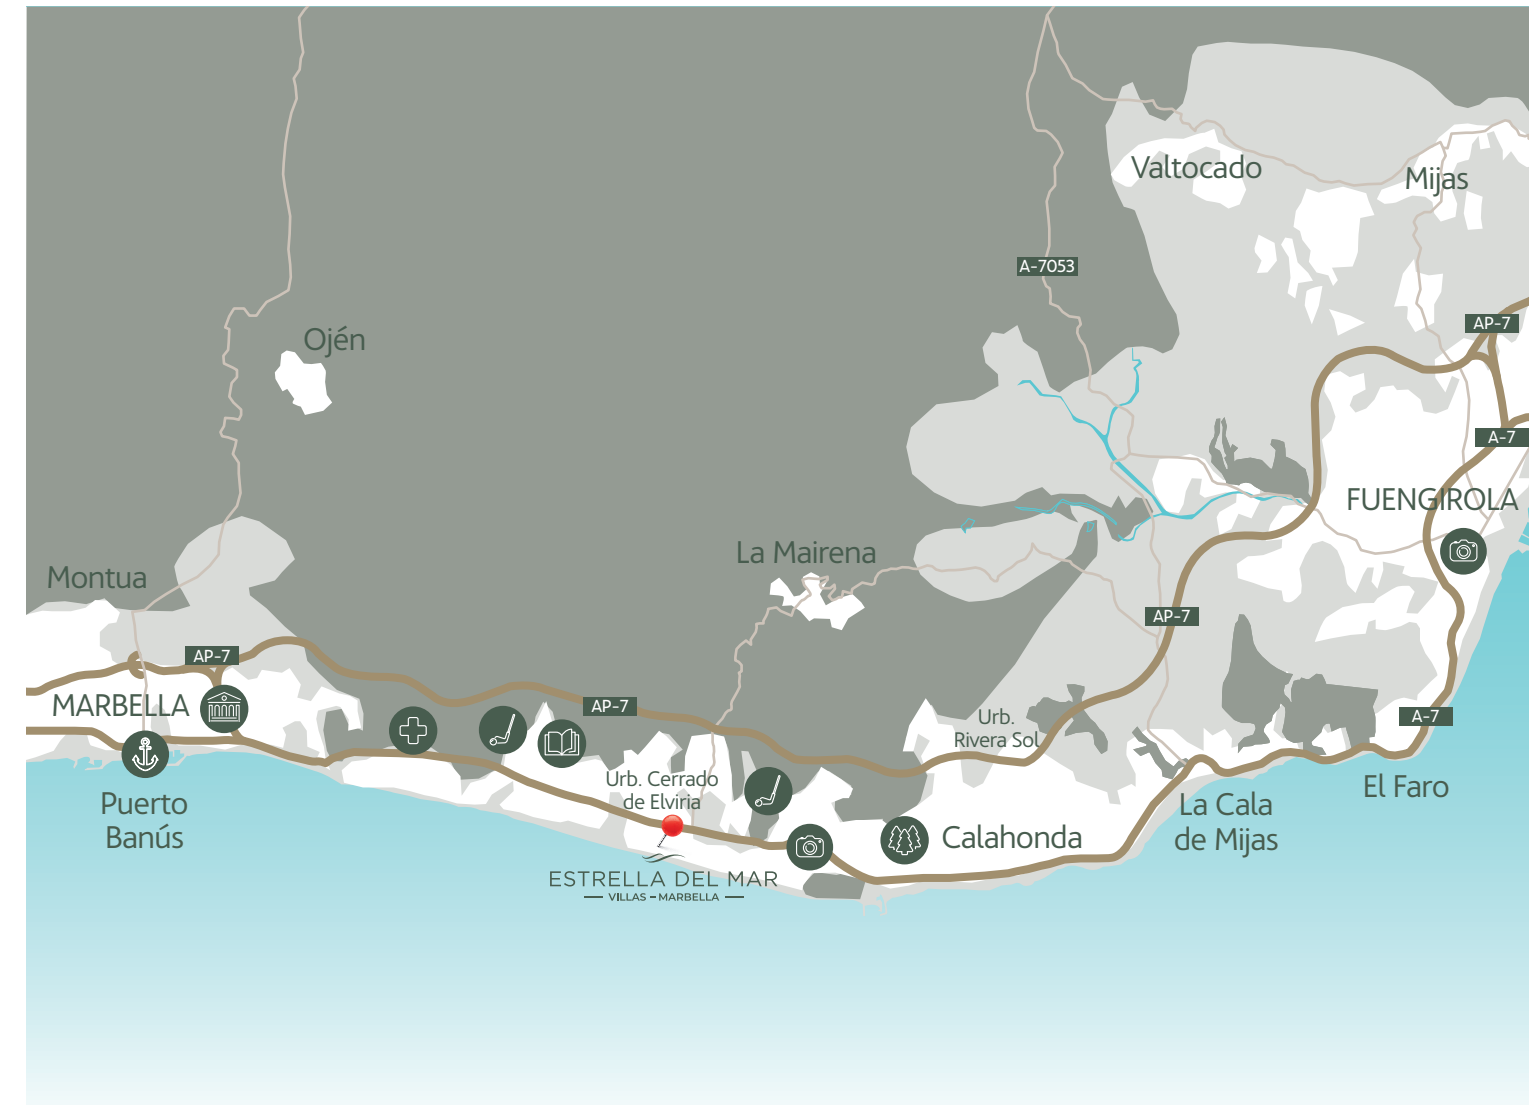 Valtocado
Mijas
A-7053
AP-7
Ojén
A-7
FUENGIROLA
La Mairena
Montua
AP-7
AP-7
MARBELLA
AP-7
Urb.
Rivera Sol
A-7
Urb. Cerrado
de Elviria
El Faro
Puerto
Banús
La Cala
de Mijas
Calahonda
ESTRELLA DEL MAR
VILLAS - MARBELLA